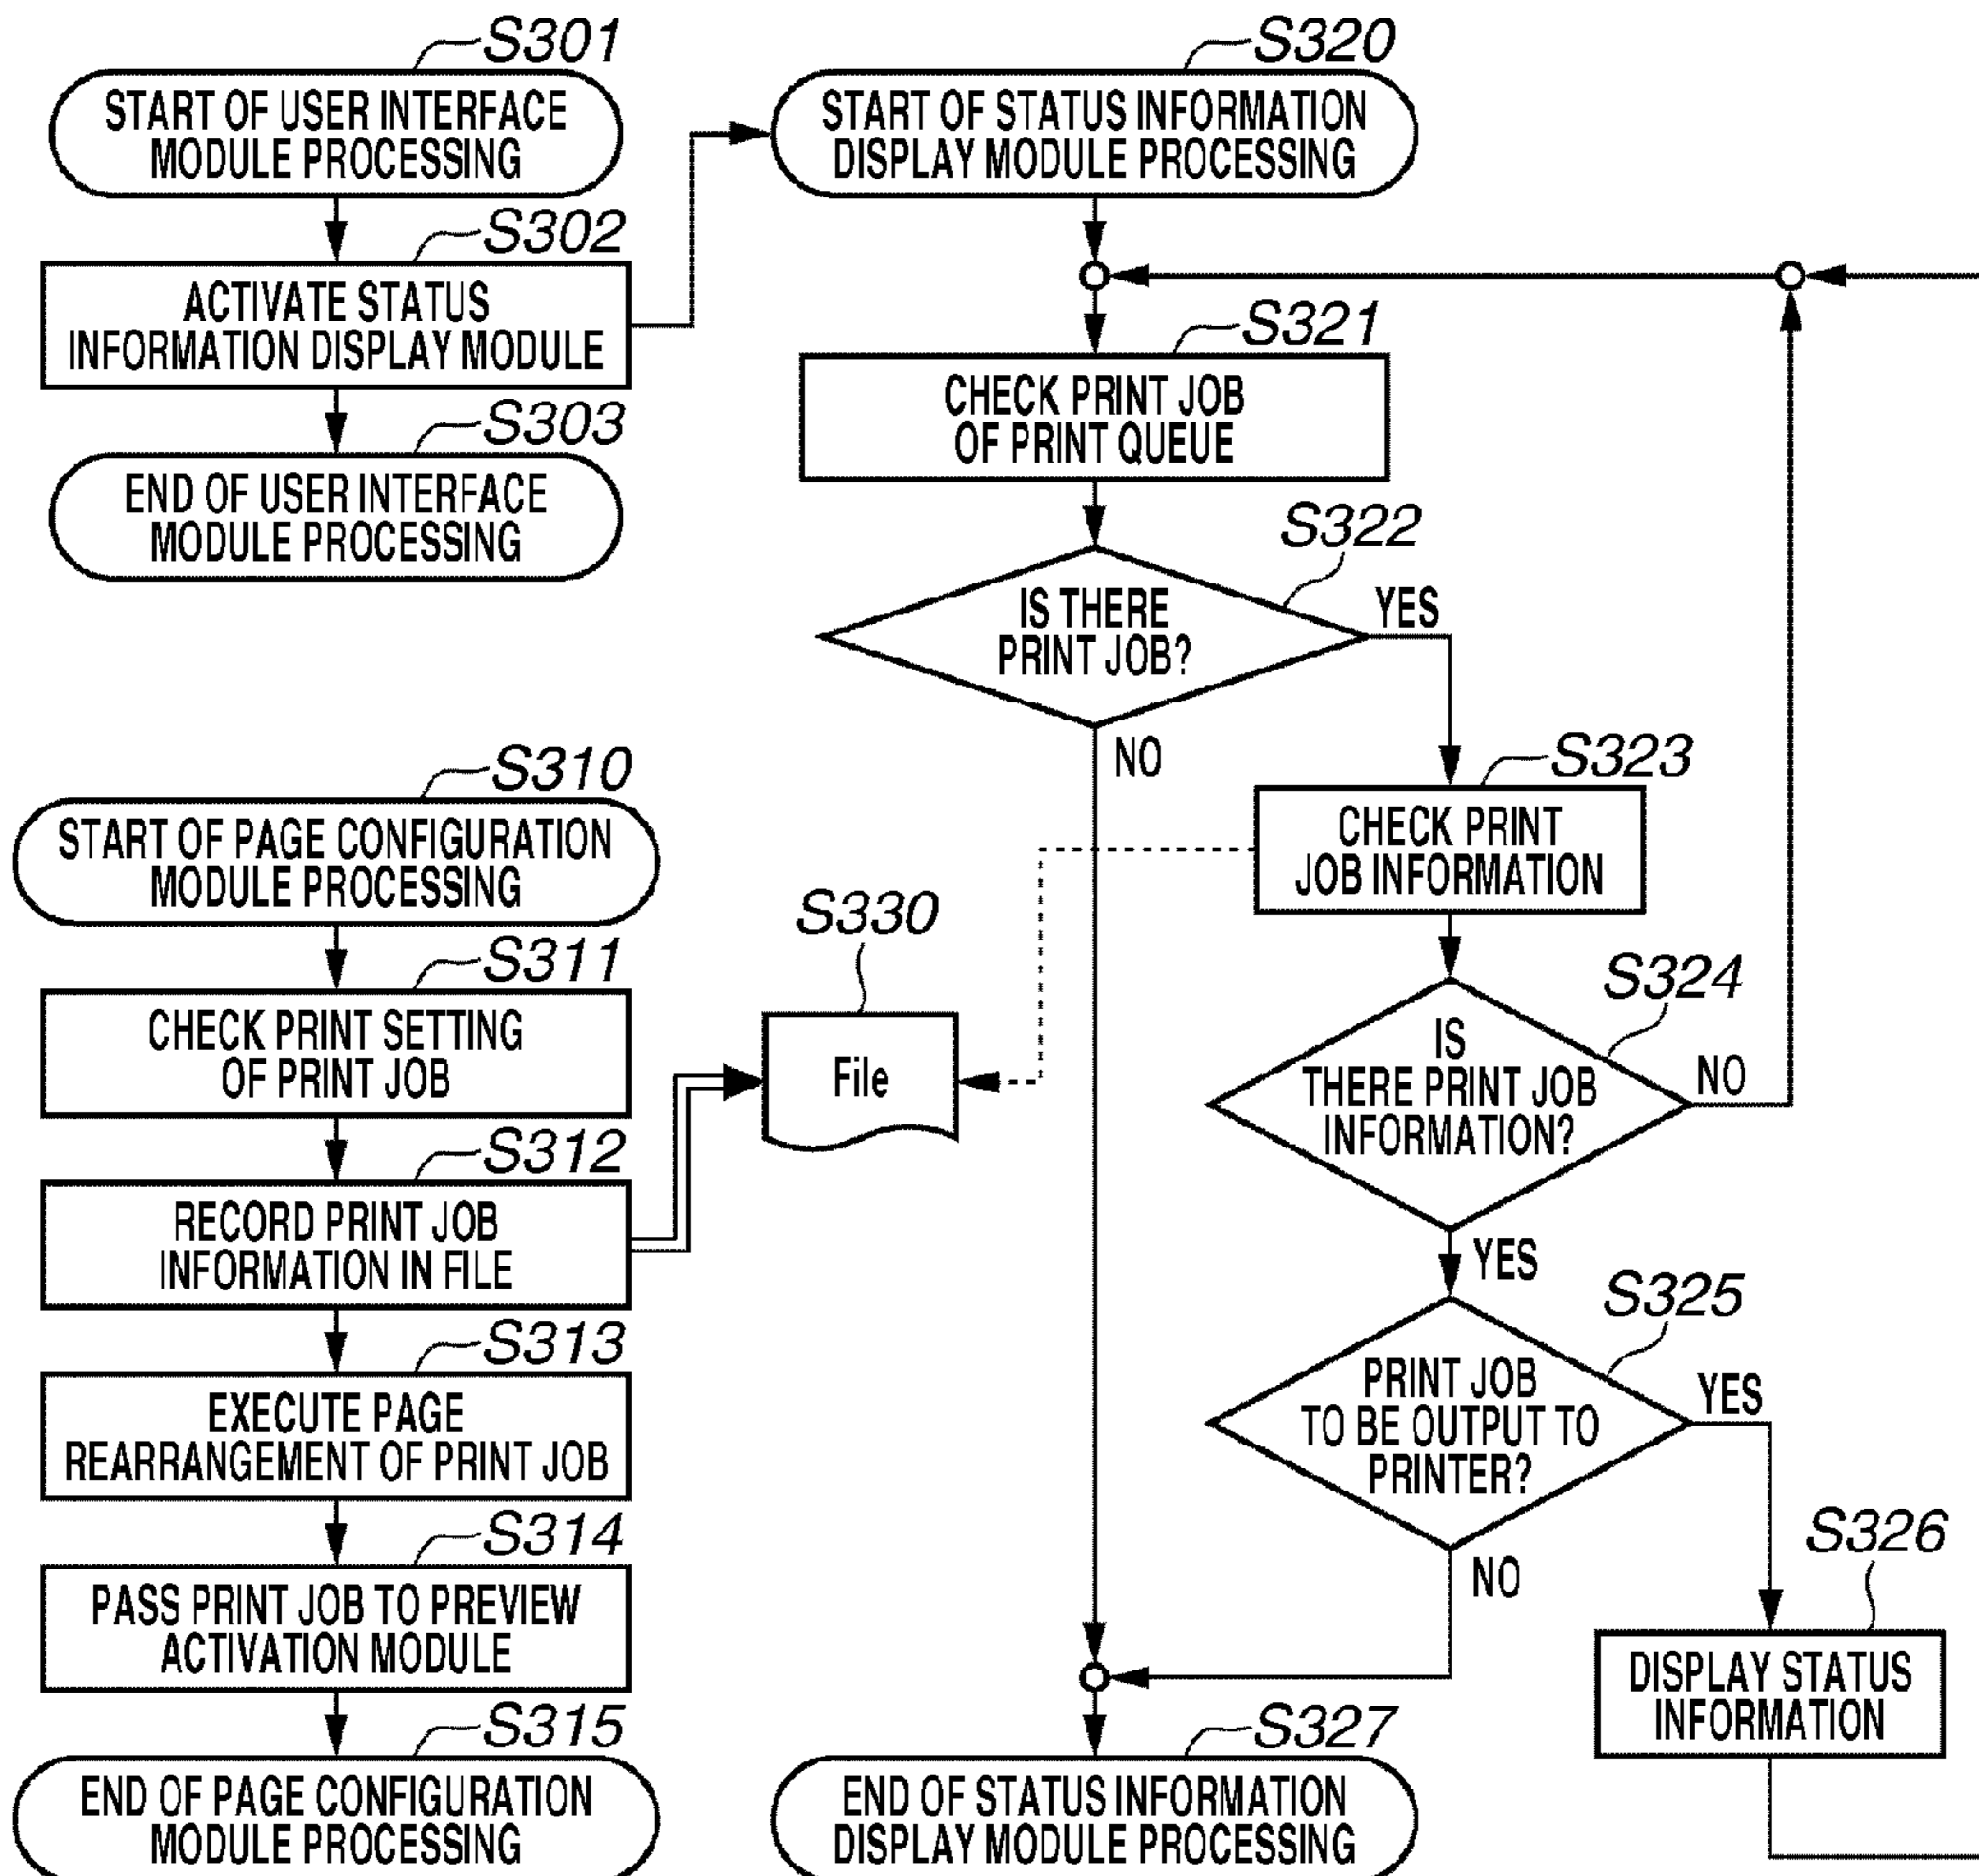 S301
START OF USER INTERFACE
MODULE PROCESSING
S302
ACTIVATE STATUS
INFORMATION DISPLAY MODULE
S303
END OF USER INTERFACE
MODULE PROCESSING
S310
START OF PAGE CONFIGURATION
MODULE PROCESSING
S311
CHECK PRINT SETTING
OF PRINT JOB
S312
RECORD PRINT JOB
INFORMATION IN FILE
S313
EXECUTE PAGE
REARRANGEMENT OF PRINT JOB
S314
PASS PRINT JOB TO PREVIEW
ACTIVATION MODULE
S315
END OF PAGE CONFIGURATION
MODULE PROCESSING
S330
File
S320
START OF STATUS INFORMATION
DISPLAY MODULE PROCESSING
S321
CHECK PRINT JOB
OF PRINT QUEUE
S322
IS THERE
PRINT JOB?
YES
NO
S323
CHECK PRINT
JOB INFORMATION
S324
IS
THERE PRINT JOB
INFORMATION?
NO
YES
S325
PRINT JOB
TO BE OUTPUT TO
PRINTER?
YES
NO
S326
DISPLAY STATUS
INFORMATION
S327
END OF STATUS INFORMATION
DISPLAY MODULE PROCESSING